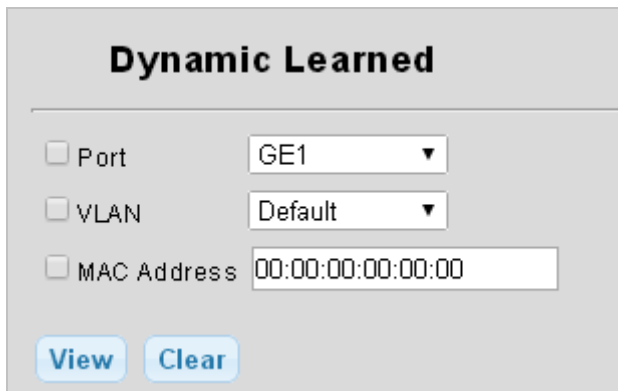 Dynamic Learned
Port GE1
VLAN Default
MAC Address 00:00:00:00:00:00
View Clear